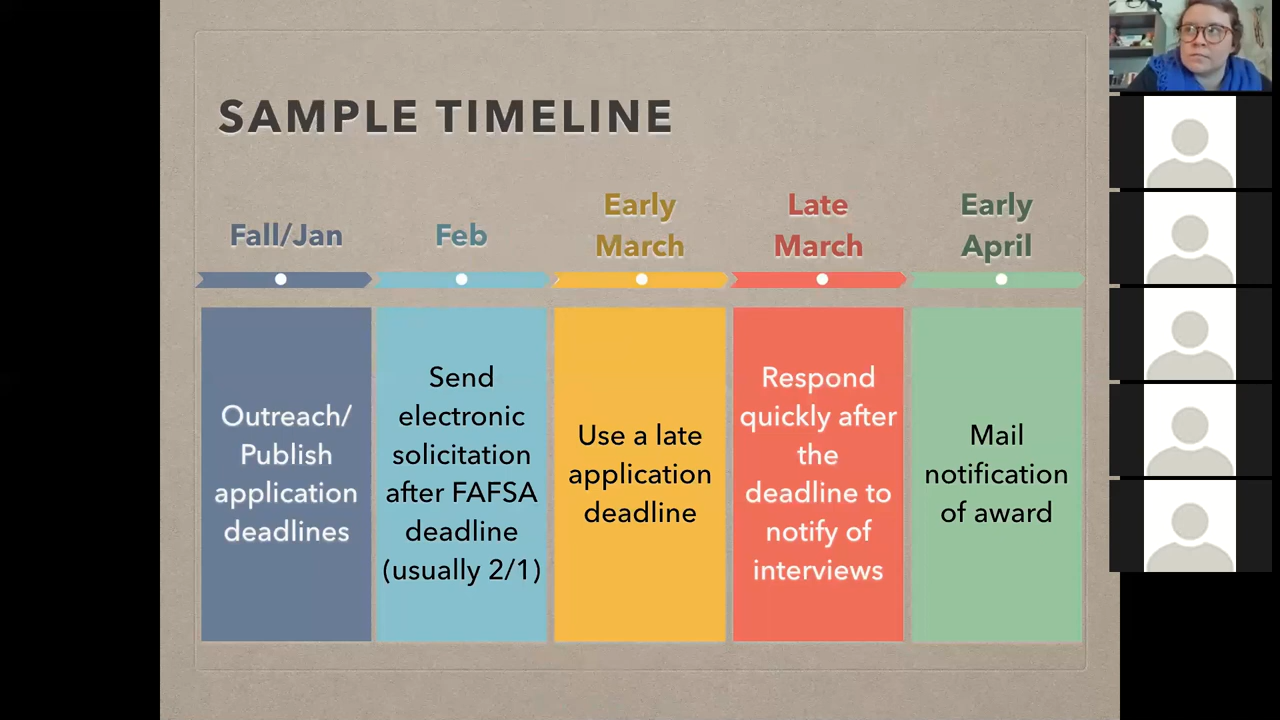 SAMPLE TIMELINE
Fall/Jan
Feb
Early
March
Late
March
Early
April
Outreach/
Publish
application
deadlines
Send
electronic
solicitation
after FAFSA
deadline
(usually 2/1)
Use a late
application
deadline
Respond
quickly after
the
deadline to
notify of
interviews
Mail
notification
of award